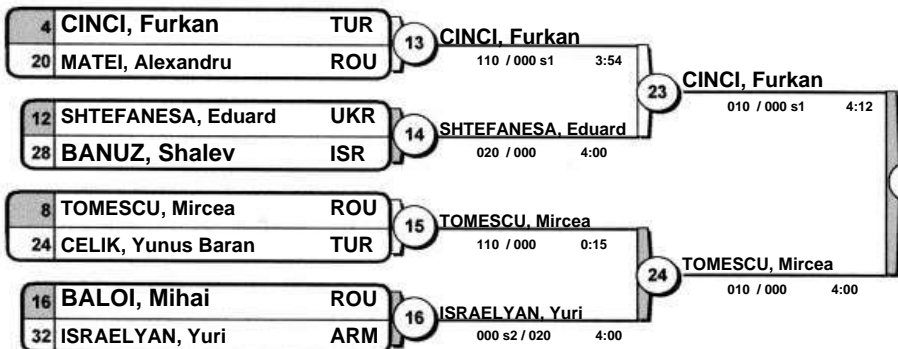 4 CINCI, Furkan TUR
20 MATEI, Alexandru ROU
13
CINCI, Furkan
110 / 000 s1 3:54
12 SHTEFANESA, Eduard UKR
28 BANUZ, Shalev ISR
14
SHTEFANESA, Eduard
020 / 000 4:00
23
CINCI, Furkan
010 / 000 s1 4:12
8 TOMESCU, Mircea ROU
24 CELIK, Yunus Baran TUR
15
TOMESCU, Mircea
110 / 000 0:15
16 BALOI, Mihai ROU
32 ISRAELYAN, Yuri ARM
16
ISRAELYAN, Yuri
000 s2 / 020 4:00
24
TOMESCU, Mircea
010 / 000 4:00